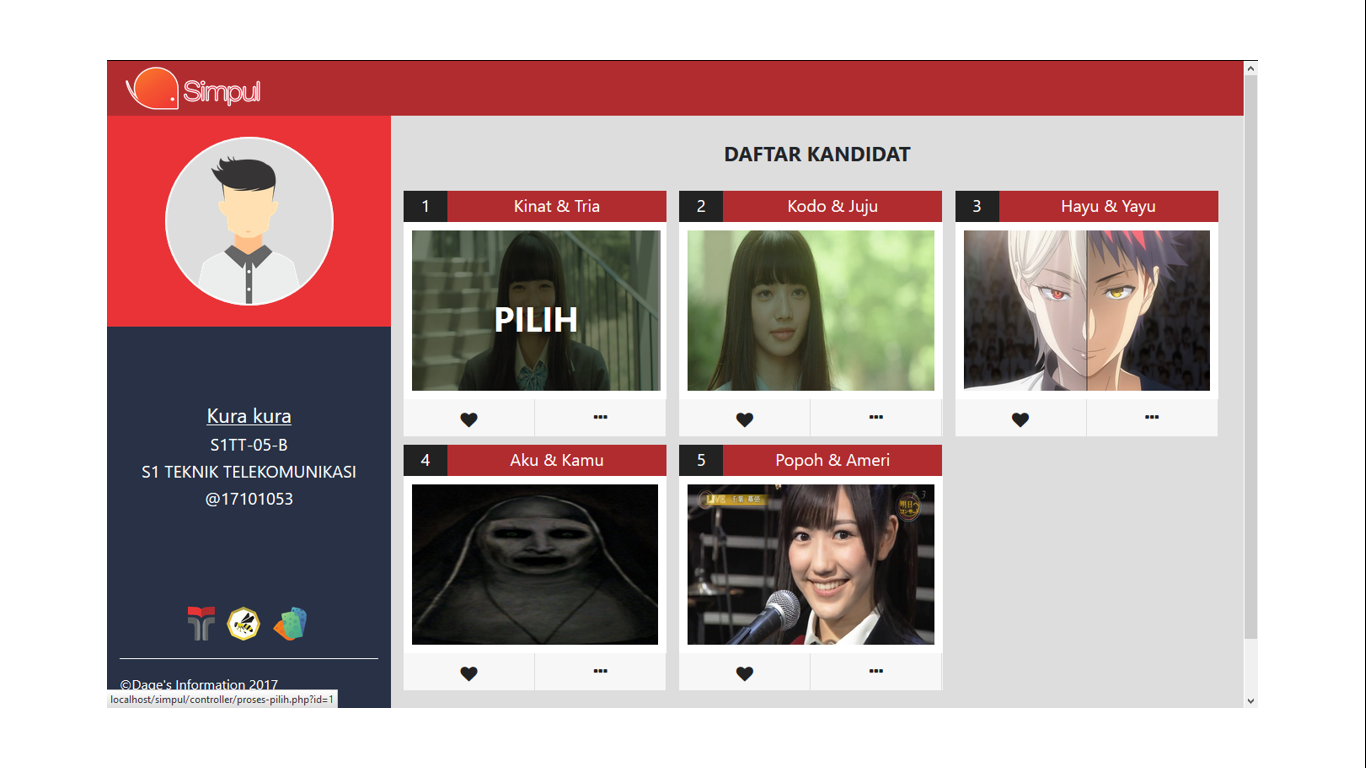 Simpul
DAFTAR KANDIDAT
1 Kinat & Tria
2 Kodo & Juju
3 Hayu & Yayu
PILIH
Kura kura
S1TT-05-B
S1 TEKNIK TELEKOMUNIKASI
@17101053
4 Aku & Kamu
5 Popoh & Ameri
LIVE
©Dage's Information 2017
localhost/simpul/controller/proses-pilih.php?id=1